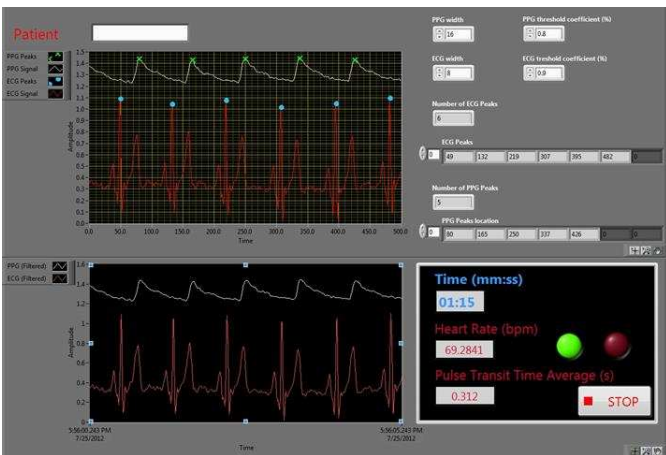 Patient
PPG Peaks
PPG Signal
ECG Peaks
ECG Signal
Amplitude
1.5
1.4
1.3
1.2
1.1
1.0
0.9
0.8
0.7
0.6
0.5
0.4
0.3
0.2
0.1
0.0
0.0 50.0 100.0 150.0 200.0 250.0 300.0 350.0 400.0 450.0 500.0
Time
PPG width
16
PPG threshold coefficient (%)
0.8
ECG width
8
ECG treshold coefficient (%)
0.9
Number of ECG Peaks
6
ECG Peaks
0 49 132 219 307 395 482 0
Number of PPG Peaks
5
PPG Peaks location
0 80 165 250 337 426 0 0
PPG (Filtered)
ECG (Filtered)
Amplitude
1.6
1.4
1.2
1
0.8
0.6
0.4
0.2
0
5:56:00.243 PM
7/25/2012
5:56:05.243 PM
7/25/2012
Time
Time (mm:ss)
01:15
Heart Rate (bpm)
69.2841
Pulse Transit Time Average (s)
0.312
STOP